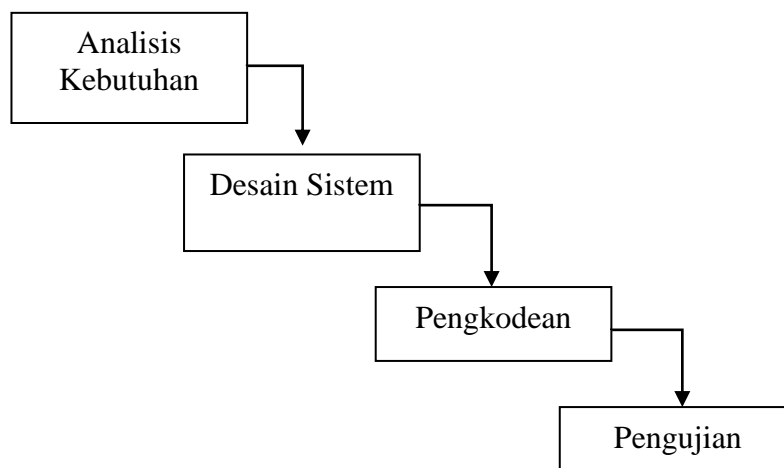 Analisis
Kebutuhan
Desain Sistem
Pengkodean
Pengujian